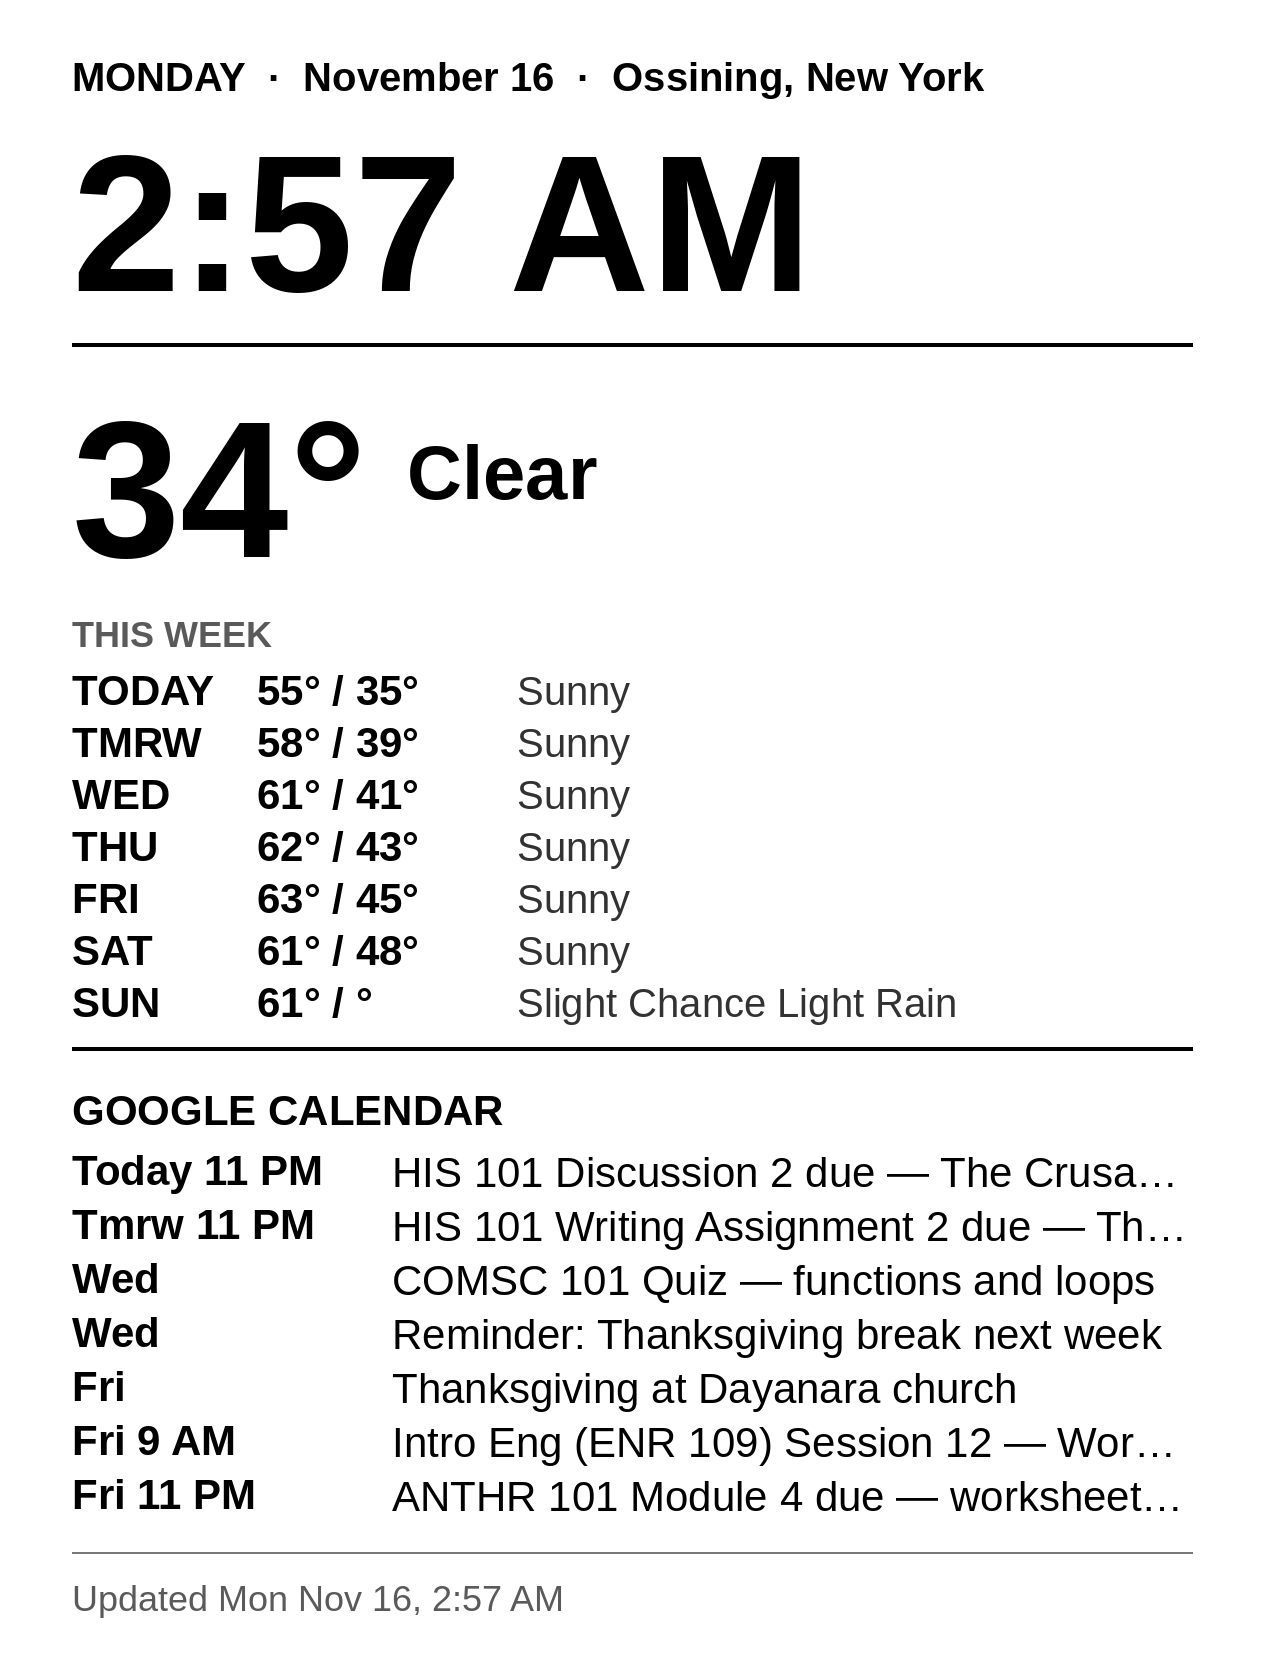 MONDAY · November 16 · Ossining, New York
2:57 AM
34° Clear
THIS WEEK
TODAY 55° / 35° Sunny
TMRW 58° / 39° Sunny
WED 61° / 41° Sunny
THU 62° / 43° Sunny
FRI 63° / 45° Sunny
SAT 61° / 48° Sunny
SUN 61° / ° Slight Chance Light Rain
GOOGLE CALENDAR
Today 11 PM HIS 101 Discussion 2 due — The Crusa…
Tmrw 11 PM HIS 101 Writing Assignment 2 due — Th…
Wed COMSC 101 Quiz — functions and loops
Wed Reminder: Thanksgiving break next week
Fri Thanksgiving at Dayanara church
Fri 9 AM Intro Eng (ENR 109) Session 12 — Wor…
Fri 11 PM ANTHR 101 Module 4 due — worksheet…
Updated Mon Nov 16, 2:57 AM